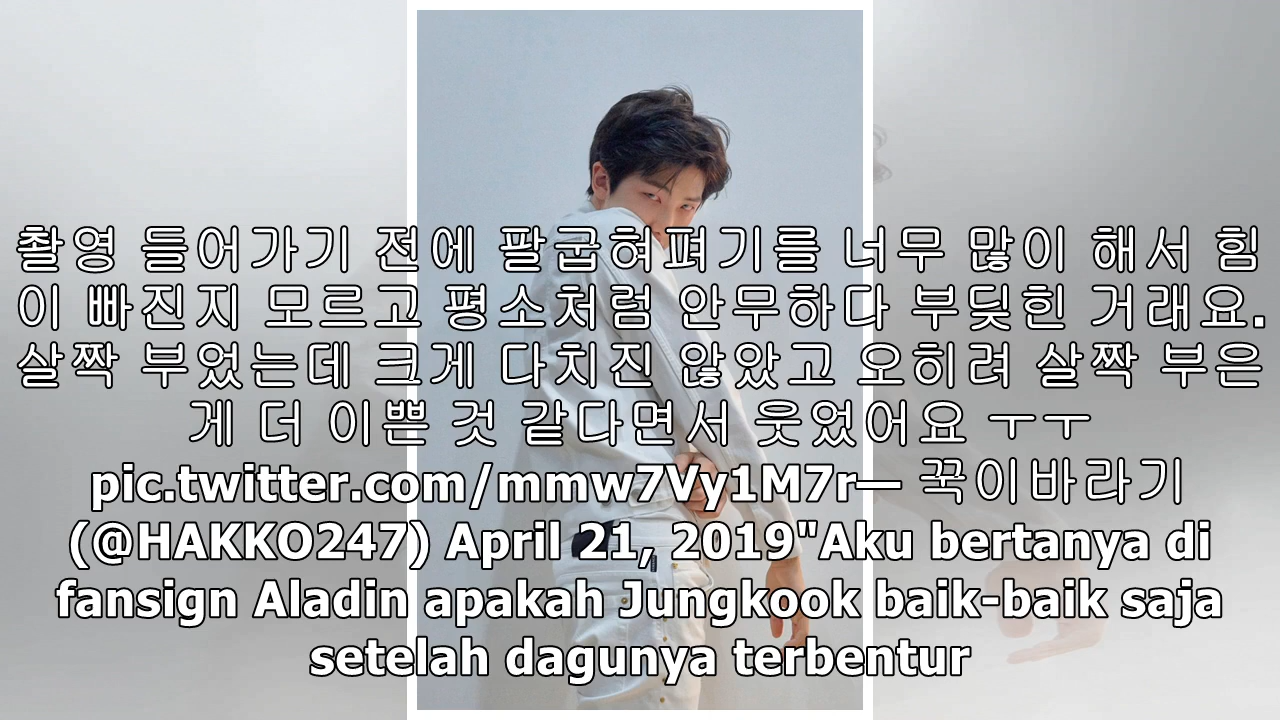 촬영 들어가기 전에 팔굽혀펴기를 너무 많이 해서 힘
이 빠진지 모르고 평소처럼 안무하다 부딪힌 거래요.
살짝 부었는데 크게 다치진 않았고 오히려 살짝 부은
게 더 이쁜 것 같다면서 웃었어요 ㅜㅜ
pic.twitter.com/mmw7Vy1M7r— 꾹이바라기
(@HAKKO247) April 21, 2019"Aku bertanya di
fansign Aladin apakah Jungkook baik-baik saja
setelah dagunya terbentur